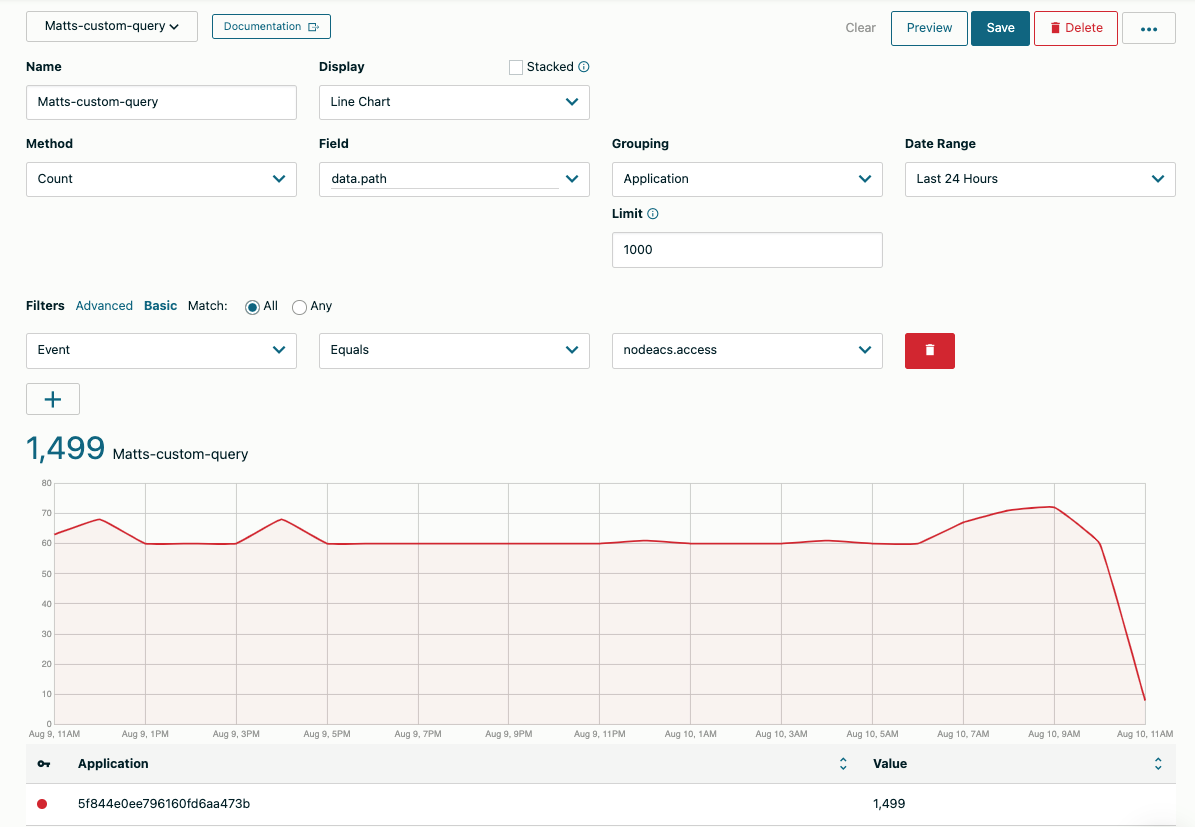 Matts-custom-query Documentation Clear Preview Save Delete ...
Name Display Stacked
Matts-custom-query Line Chart
Method Field Grouping Date Range
Count data.path Application Last 24 Hours
Limit
1000
Filters Advanced Basic Match: All Any
Event Equals nodeacs.access
+
1,499 Matts-custom-query
80
70
60
50
40
30
20
10
0
Aug 9, 11AM Aug 9, 1PM Aug 9, 3PM Aug 9, 5PM Aug 9, 7PM Aug 9, 9PM Aug 9, 11PM Aug 10, 1AM Aug 10, 3AM Aug 10, 5AM Aug 10, 7AM Aug 10, 9AM Aug 10, 11AM
Application Value
5f844e0ee796160fd6aa473b 1,499